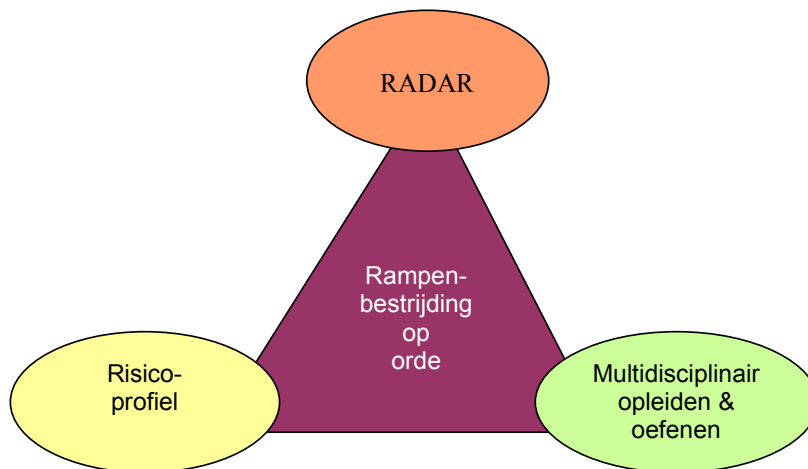 RADAR
Rampen-
bestrijding
op
orde
Risico-
profiel
Multidisciplinair
opleiden &
oefenen